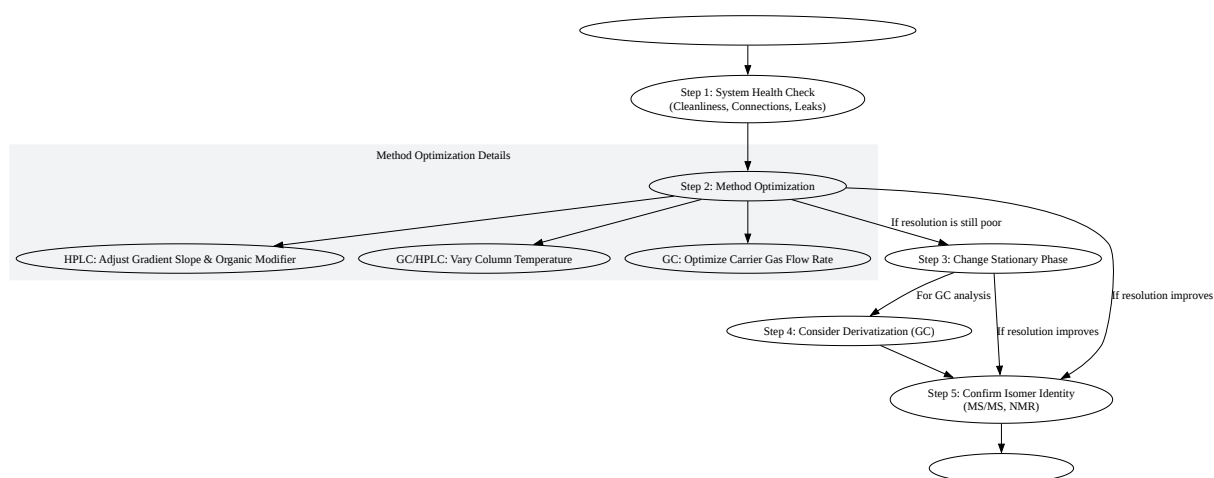 Step 1: System Health Check
(Cleanliness, Connections, Leaks)
Method Optimization Details
Step 2: Method Optimization
If resolution is still poor
HPLC: Adjust Gradient Slope & Organic Modifier
GC/HPLC: Vary Column Temperature
GC: Optimize Carrier Gas Flow Rate
Step 3: Change Stationary Phase
For GC analysis
If resolution improves
Step 4: Consider Derivatization (GC)
If resolution improves
Step 5: Confirm Isomer Identity
(MS/MS, NMR)